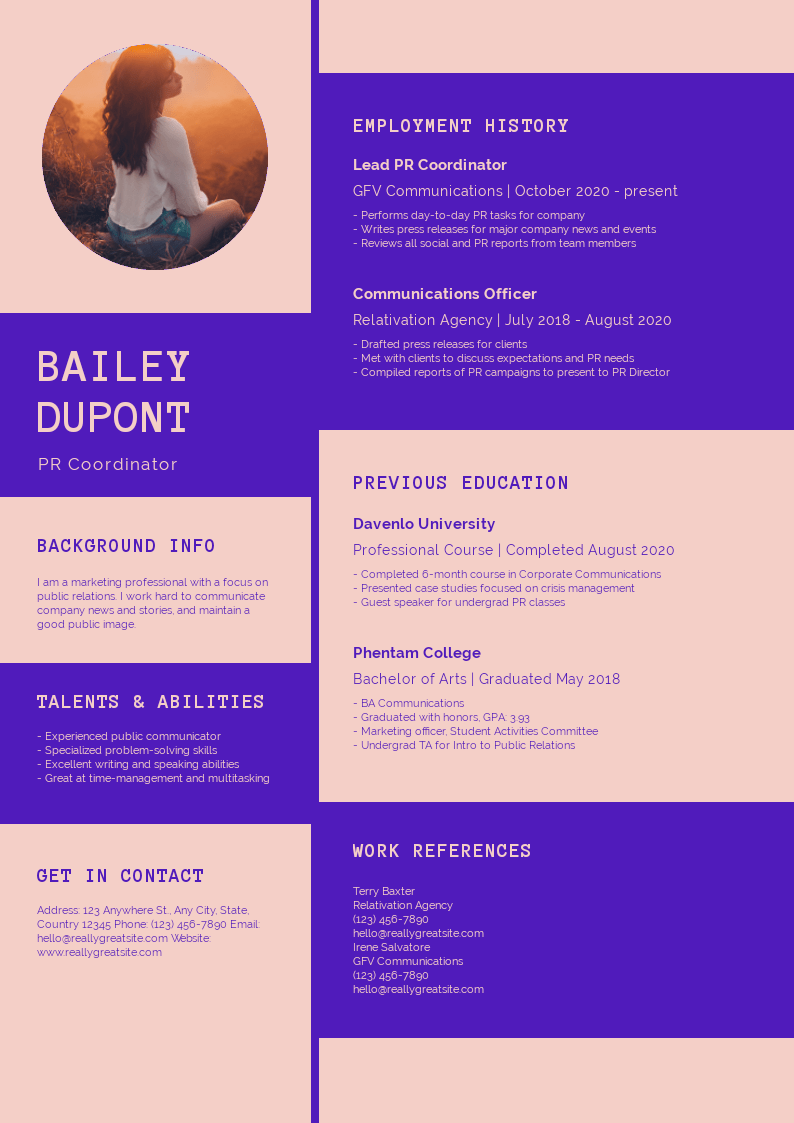 BAILEY
DUPONT
PR Coordinator
BACKGROUND INFO
I am a marketing professional with a focus on
public relations. I work hard to communicate
company news and stories, and maintain a
good public image.
TALENTS & ABILITIES
- Experienced public communicator
- Specialized problem-solving skills
- Excellent writing and speaking abilities
- Great at time-management and multitasking
GET IN CONTACT
Address: 123 Anywhere St., Any City, State,
Country 12345 Phone: (123) 456-7890 Email:
hello@reallygreatsite.com Website:
www.reallygreatsite.com
EMPLOYMENT HISTORY
Lead PR Coordinator
GFV Communications | October 2020 - present
- Performs day-to-day PR tasks for company
- Writes press releases for major company news and events
- Reviews all social and PR reports from team members
Communications Officer
Relativation Agency | July 2018 - August 2020
- Drafted press releases for clients
- Met with clients to discuss expectations and PR needs
- Compiled reports of PR campaigns to present to PR Director
PREVIOUS EDUCATION
Davenlo University
Professional Course | Completed August 2020
- Completed 6-month course in Corporate Communications
- Presented case studies focused on crisis management
- Guest speaker for undergrad PR classes
Phentam College
Bachelor of Arts | Graduated May 2018
- BA Communications
- Graduated with honors, GPA: 3.93
- Marketing officer, Student Activities Committee
- Undergrad TA for Intro to Public Relations
WORK REFERENCES
Terry Baxter
Relativation Agency
(123) 456-7890
hello@reallygreatsite.com
Irene Salvatore
GFV Communications
(123) 456-7890
hello@reallygreatsite.com